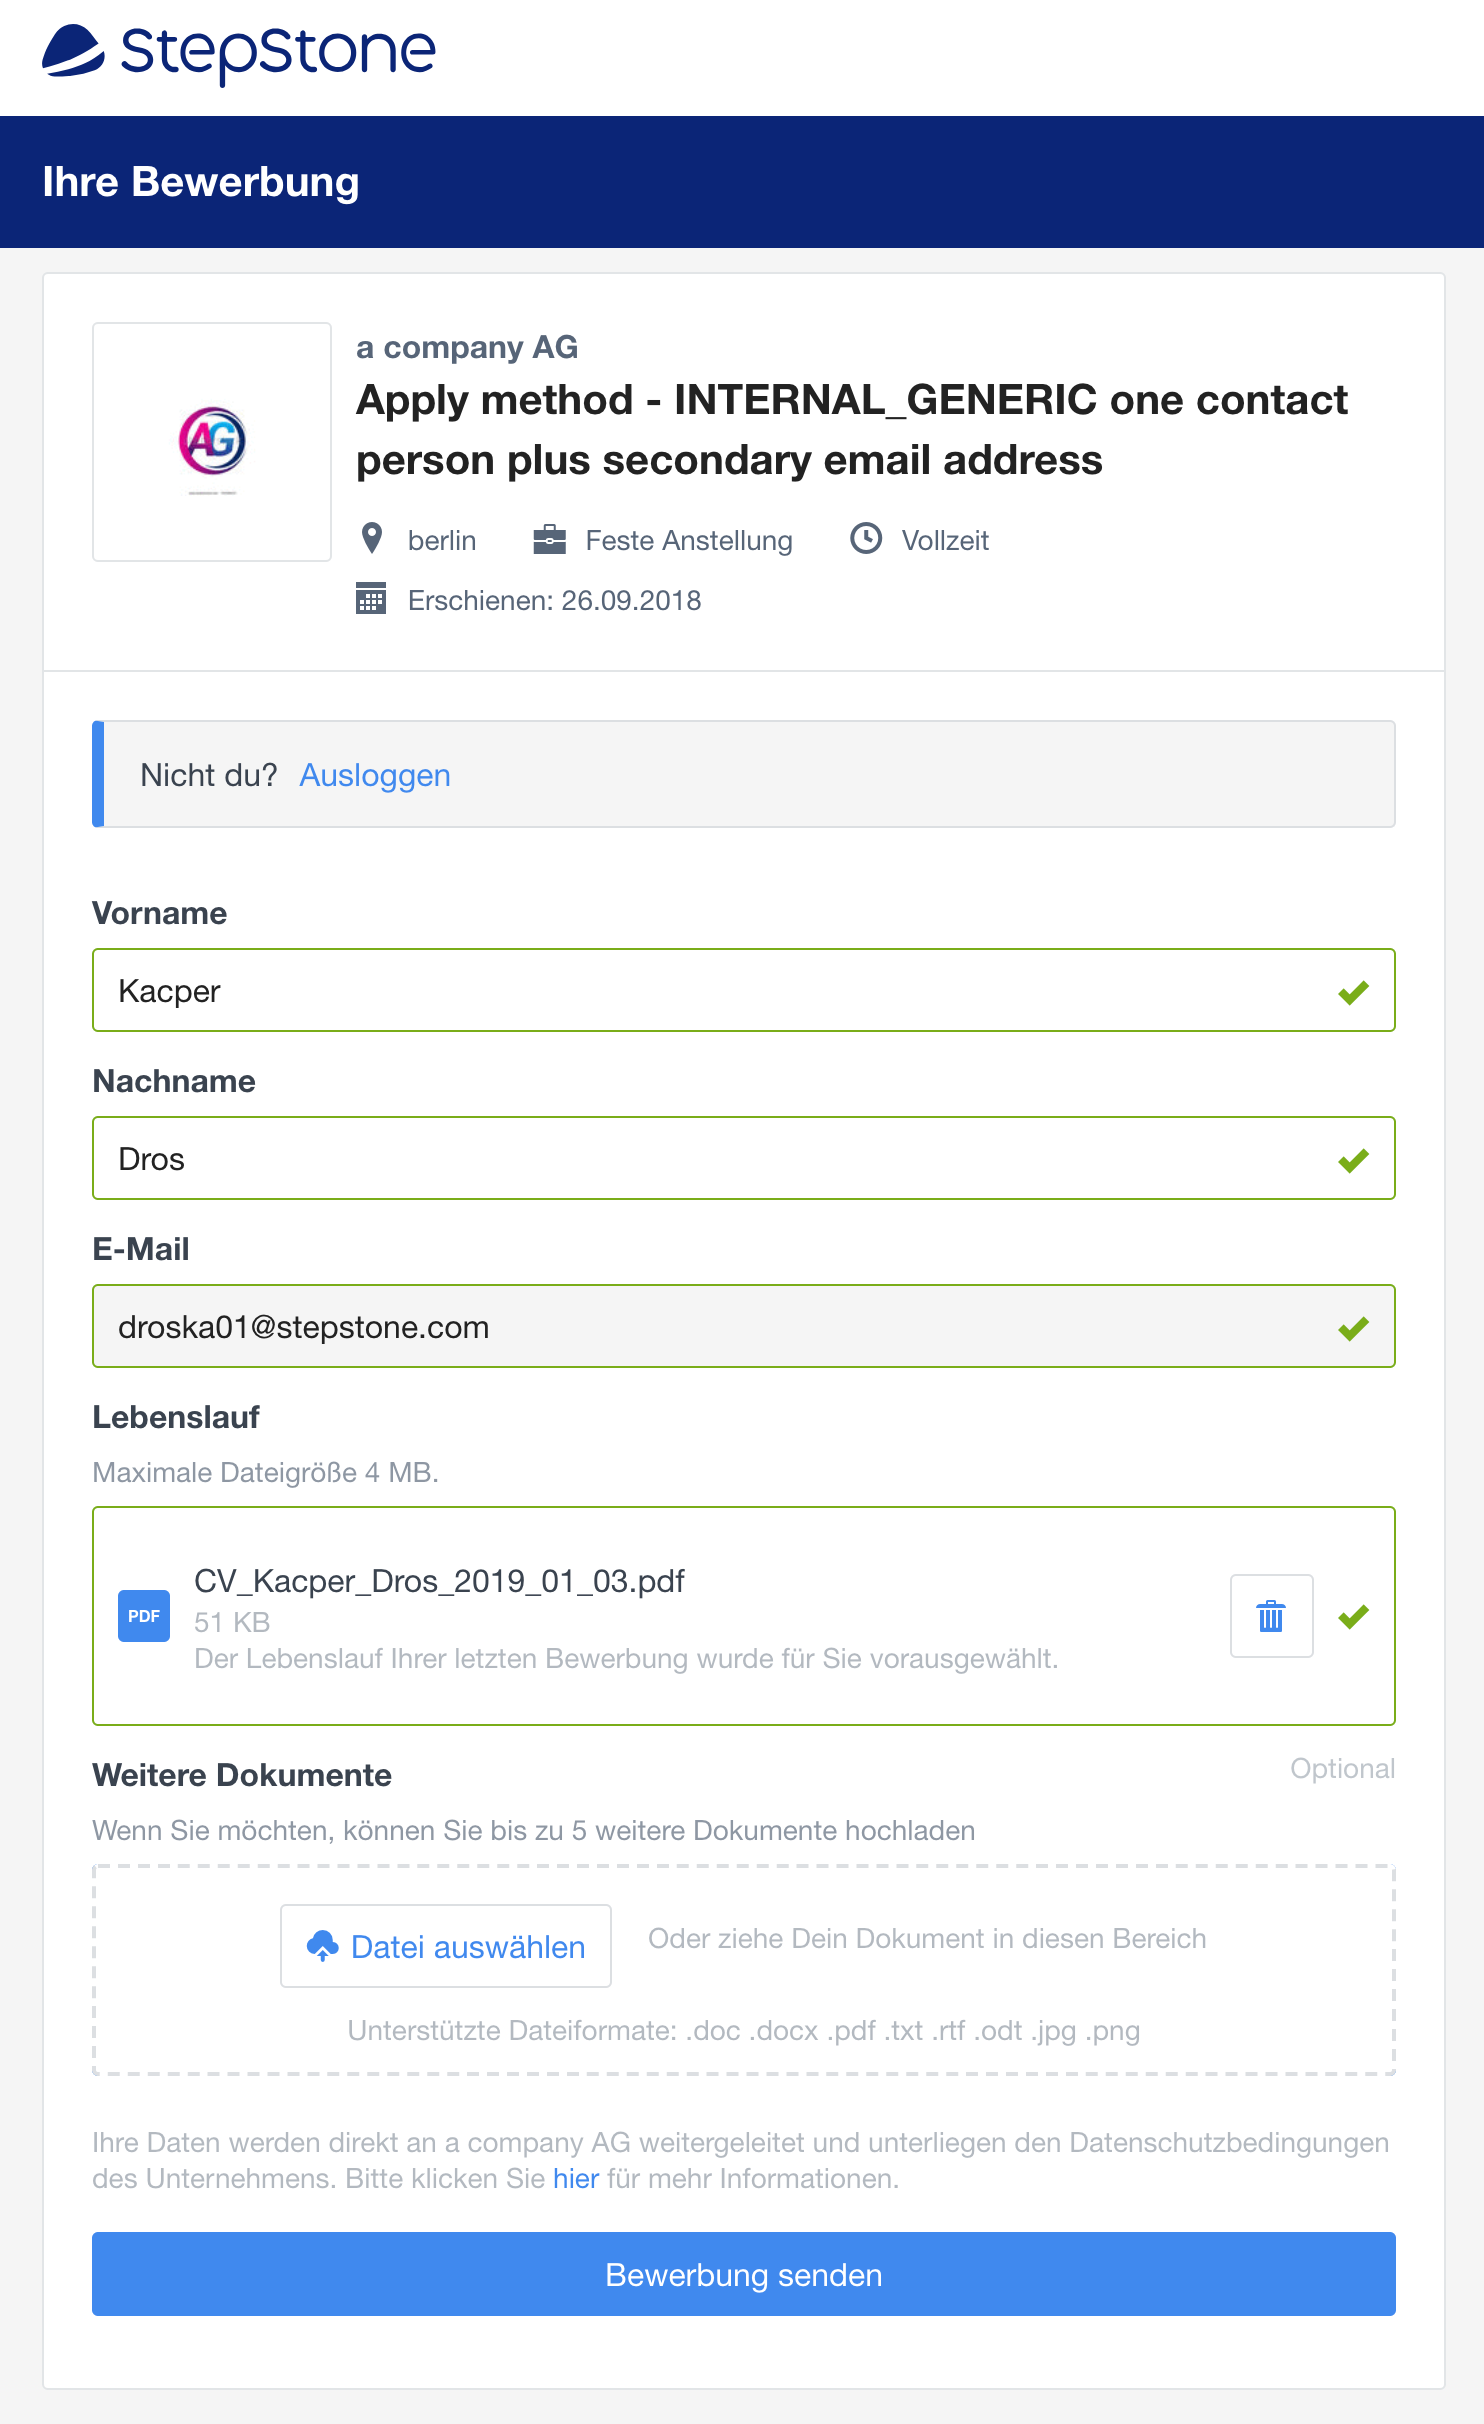 StepStone
Ihre Bewerbung
a company AG
Apply method - INTERNAL_GENERIC one contact
person plus secondary email address
berlin Feste Anstellung Vollzeit
Erschienen: 26.09.2018
AG
Nicht du? Ausloggen
Vorname
Kacper
Nachname
Dros
E-Mail
droska01@stepstone.com
Lebenslauf
Maximale Dateigröße 4 MB.
CV_Kacper_Dros_2019_01_03.pdf
PDF
51 KB
Der Lebenslauf Ihrer letzten Bewerbung wurde für Sie vorausgewählt.
Weitere Dokumente Optional
Wenn Sie möchten, können Sie bis zu 5 weitere Dokumente hochladen
Datei auswählen Oder ziehe Dein Dokument in diesen Bereich
Unterstützte Dateiformate: .doc .docx .pdf .txt .rtf .odt .jpg .png
Ihre Daten werden direkt an a company AG weitergeleitet und unterliegen den Datenschutzbedingungen
des Unternehmens. Bitte klicken Sie hier für mehr Informationen.
Bewerbung senden